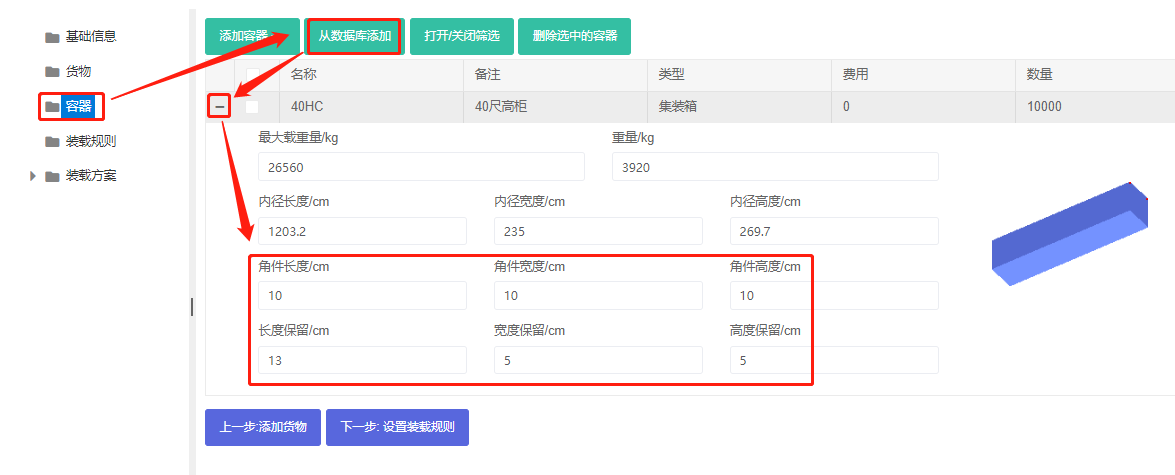 基础信息
货物
容器
装载规则
装载方案
添加容器 从数据库添加 打开/关闭筛选 删除选中的容器
名称 备注 类型 费用 数量
40HC 40尺高柜 集装箱 0 10000
最大载重量/kg 重量/kg
26560 3920
内径长度/cm 内径宽度/cm 内径高度/cm
1203.2 235 269.7
角件长度/cm 角件宽度/cm 角件高度/cm
10 10 10
长度保留/cm 宽度保留/cm 高度保留/cm
13 5 5
上一步:添加货物 下一步: 设置装载规则